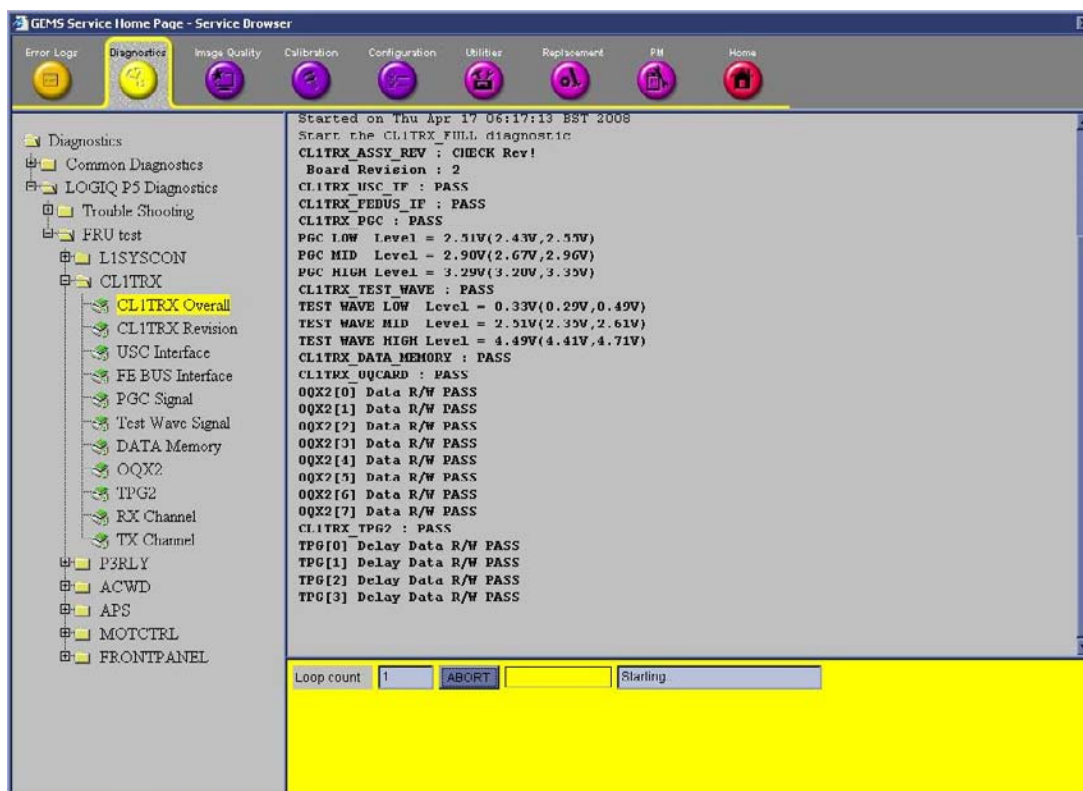 GEMS Service Home Page - Service Browser
Error Logs
Diagnostics
Image Quality
Calibration
Configuration
Utilities
Replacement
PM
Home
Diagnostics
Common Diagnostics
LOGIQ P5 Diagnostics
Trouble Shooting
FRU test
L1SYSCON
CL1TRX
CL1TRX Overall
CL1TRX Revision
USC Interface
FE BUS Interface
PGC Signal
Test Wave Signal
DATA Memory
OQX2
TPG2
RX Channel
TX Channel
P3RLY
ACWD
APS
MOTCTRL
FRONTPANEL
Started on Thu Apr 17 06:17:13 BST 2008
Start the CL1TRX_FULL diagnostic
CL1TRX_ASSY_REV : CHECK Rev!
Board Revision : 2
CL1TRX_USC_IF : PASS
CL1TRX_FEBUS_IF : PASS
CL1TRX_PGC : PASS
PGC LOW Level = 2.51V(2.43V,2.55V)
PGC MID Level = 2.90V(2.67V,2.96V)
PGC HIGH Level = 3.29V(3.20V,3.35V)
CL1TRX_TEST_WAVE : PASS
TEST WAVE LOW Level = 0.33V(0.29V,0.49V)
TEST WAVE MID Level = 2.51V(2.35V,2.61V)
TEST WAVE HIGH Level = 4.49V(4.41V,4.71V)
CL1TRX_DATA_MEMORY : PASS
CL1TRX_OQCARD : PASS
OQX2[0] Data R/W PASS
OQX2[1] Data R/W PASS
OQX2[2] Data R/W PASS
OQX2[3] Data R/W PASS
OQX2[4] Data R/W PASS
OQX2[5] Data R/W PASS
OQX2[6] Data R/W PASS
OQX2[7] Data R/W PASS
CL1TRX_TPG2 : PASS
TPG[0] Delay Data R/W PASS
TPG[1] Delay Data R/W PASS
TPG[2] Delay Data R/W PASS
TPG[3] Delay Data R/W PASS
Loop count
1
ABORT
Starting